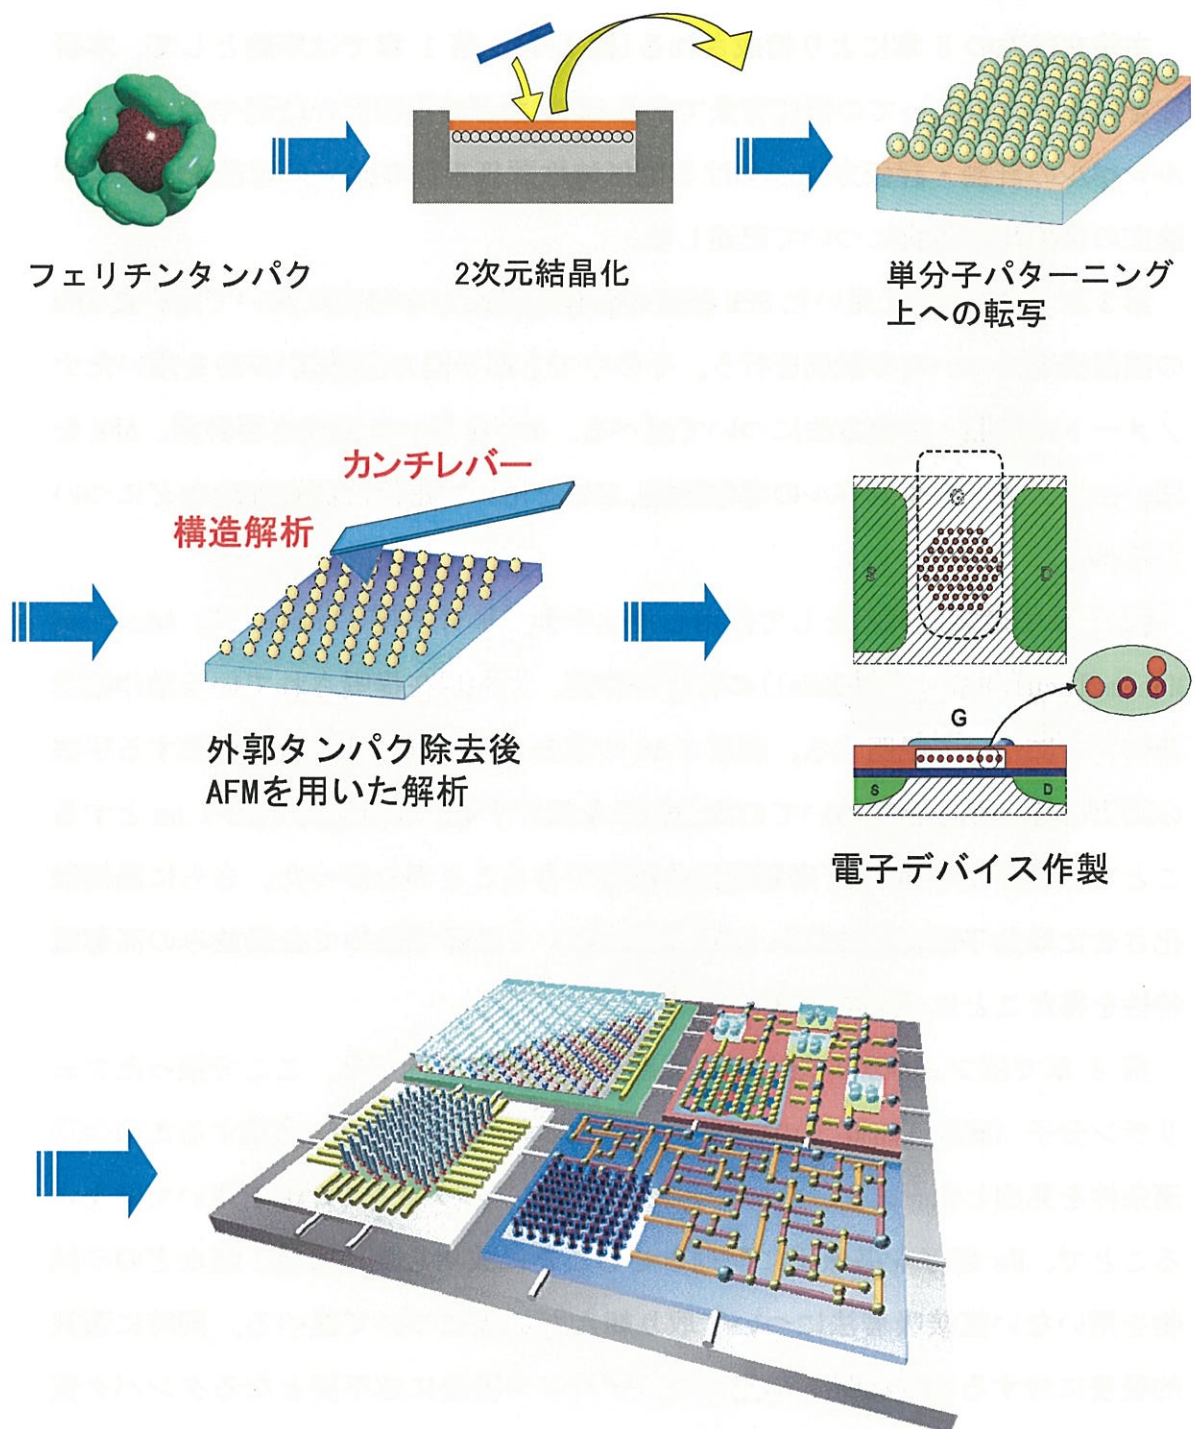 フェリチンタンパク
2次元結晶化
単分子パターニング
上への転写
カンチレバー
構造解析
外郭タンパク除去後
AFMを用いた解析
G
S
D
G
S
D
電子デバイス作製